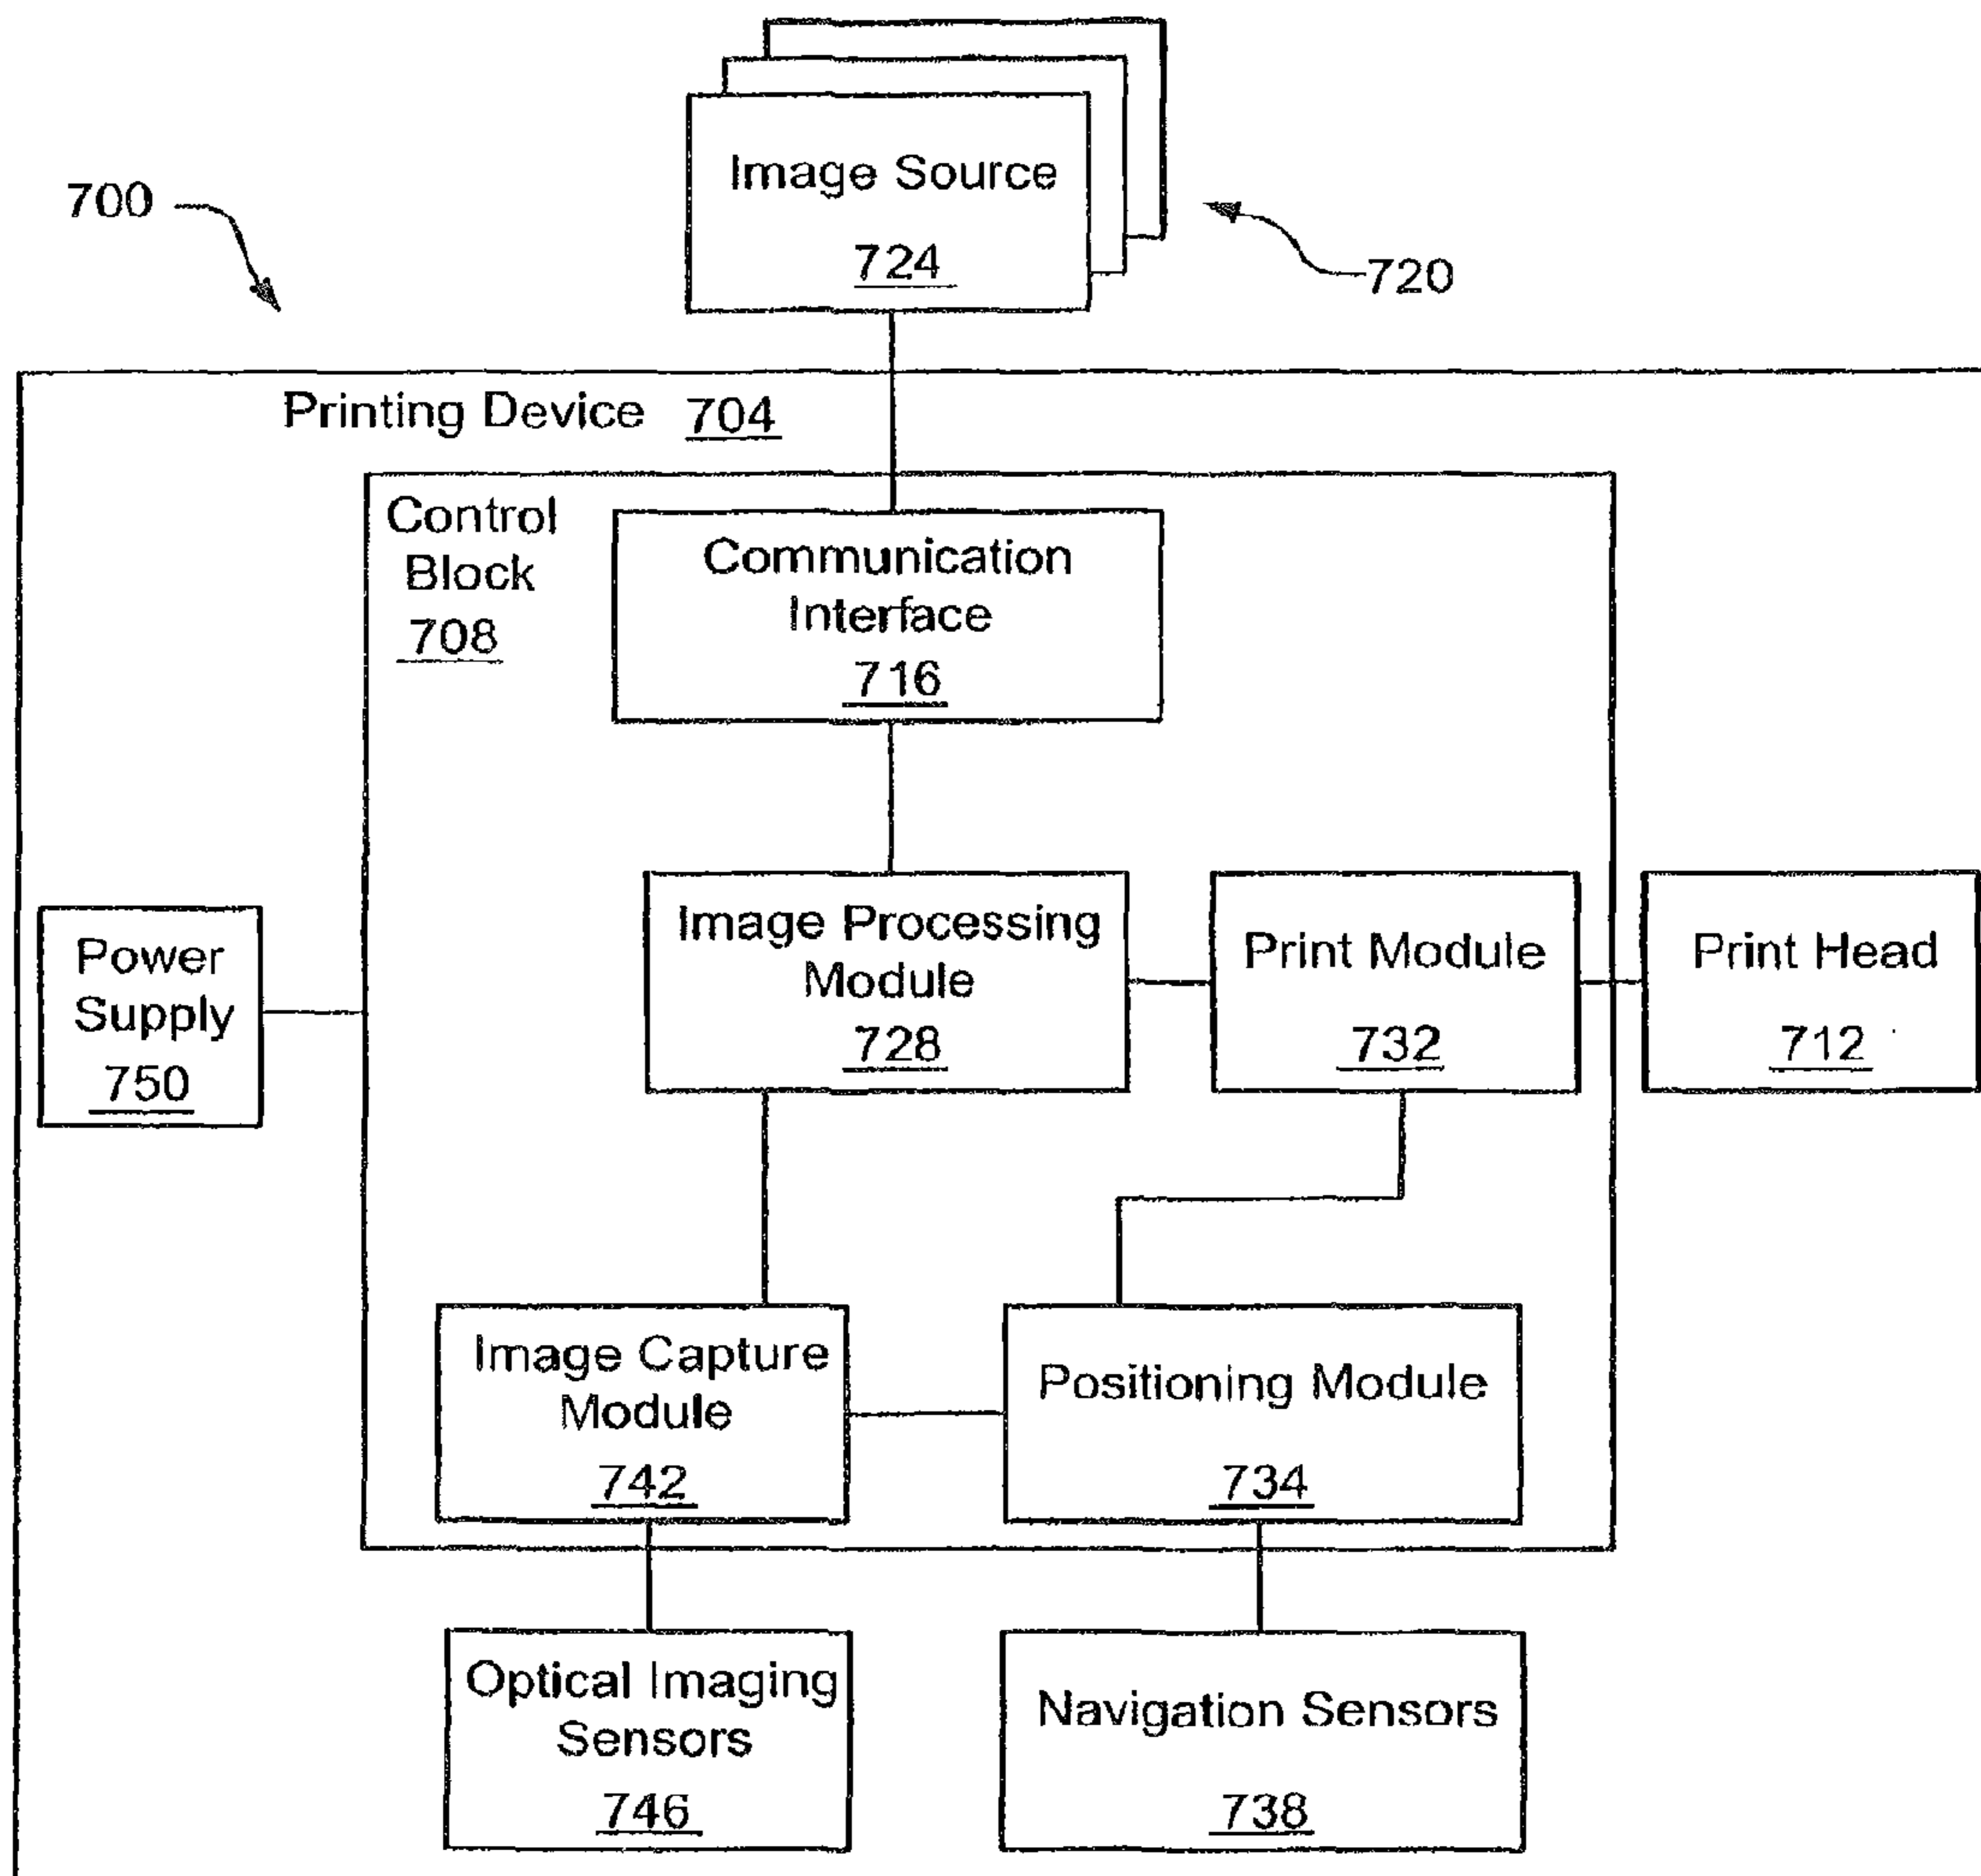 Image Source
724
700
720
Printing Device 704
Control
Block
708
Communication
Interface
716
Power
Supply
750
Image Processing
Module
728
Print Module
732
Print Head
712
Image Capture
Module
742
Positioning Module
734
Optical Imaging
Sensors
746
Navigation Sensors
738